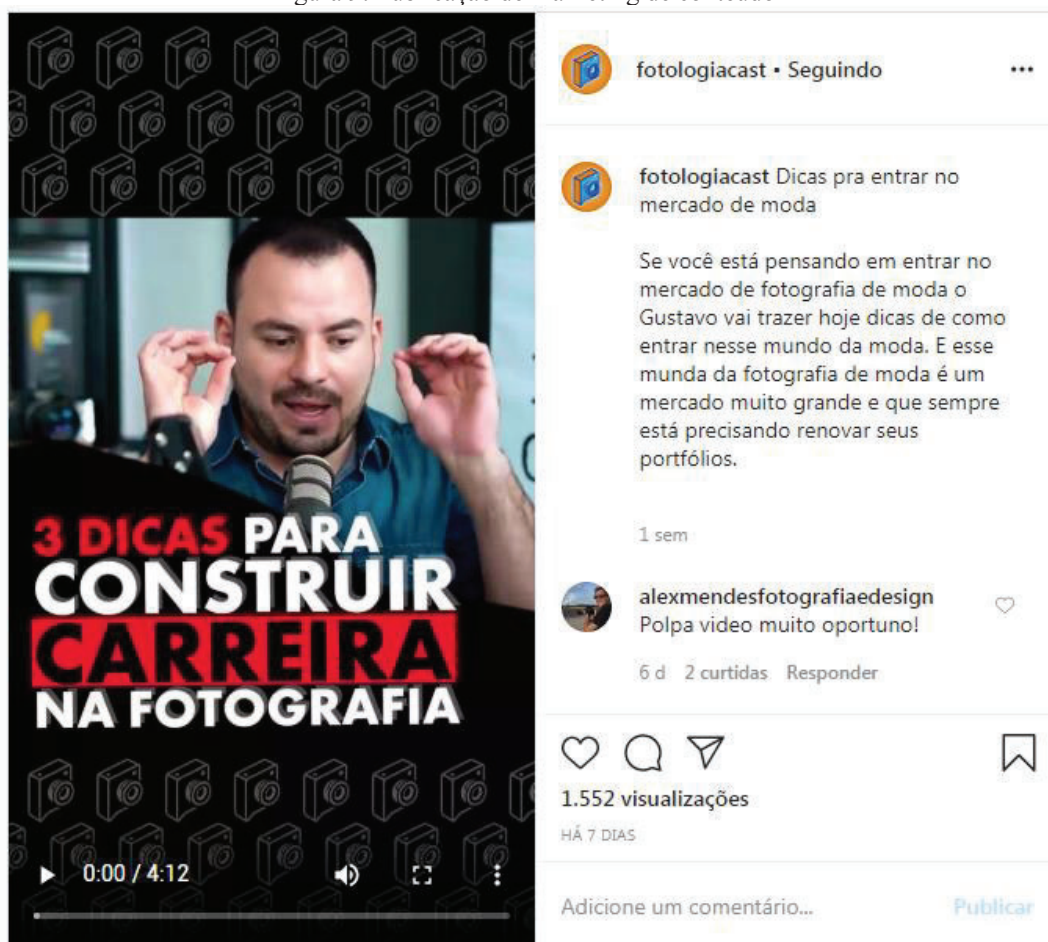 fotologiacast • Seguindo
fotologiacast Dicas pra entrar no
mercado de moda
Se você está pensando em entrar no
mercado de fotografia de moda o
Gustavo vai trazer hoje dicas de como
entrar nesse mundo da moda. E esse
munda da fotografia de moda é um
mercado muito grande e que sempre
está precisando renovar seus
portfólios.
1 sem
alexmendesfotografiaedesign
Polpa video muito oportuno!
6 d 2 curtidas Responder
1.552 visualizações
HÁ 7 DIAS
Adicione um comentário... Publicar
3 DICAS PARA
CONSTRUIR
CARREIRA
NA FOTOGRAFIA
0:00 / 4:12